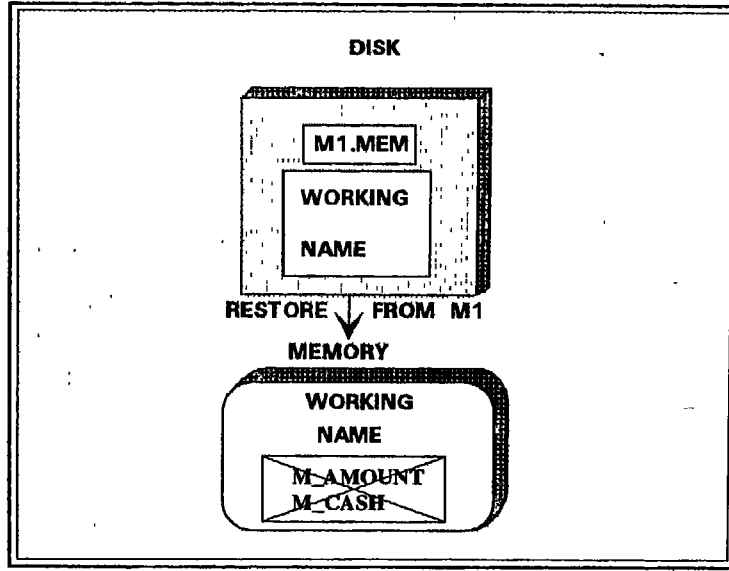 DISK
M1.MEM
WORKING
NAME
RESTORE FROM M1
MEMORY
WORKING
NAME
M_AMOUNT
M_CASH